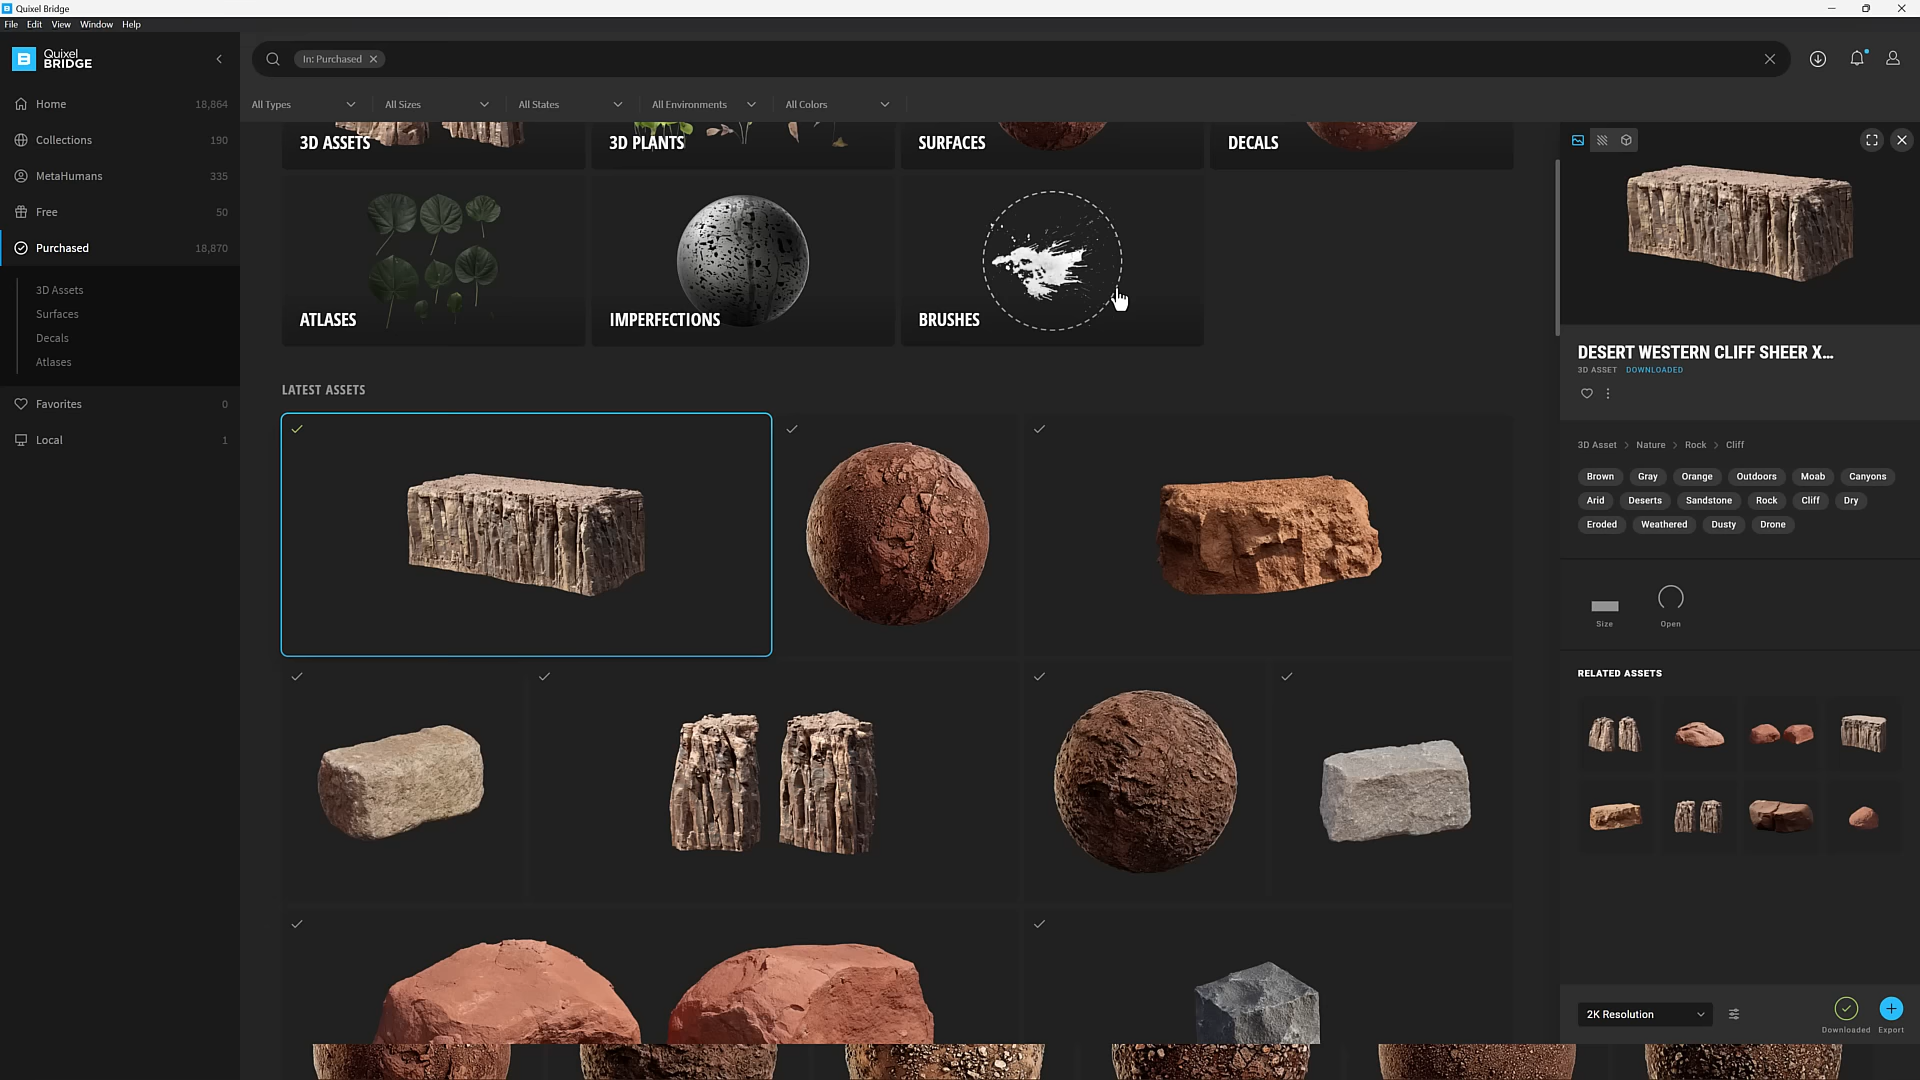 Quixel Bridge
File Edit View Window Help
Quixel
BRIDGE
In: Purchased
Home 18,864
Collections 190
MetaHumans 335
Free 50
Purchased 18,870
3D Assets
Surfaces
Decals
Atlases
Favorites 0
Local 1
All Types All Sizes All States All Environments All Colors
3D ASSETS 3D PLANTS SURFACES DECALS
ATLASES IMPERFECTIONS BRUSHES
LATEST ASSETS
DESERT WESTERN CLIFF SHEER X...
3D ASSET DOWNLOADED
3D Asset Nature Rock Cliff
Brown Gray Orange Outdoors Moab Canyons
Arid Deserts Sandstone Rock Cliff Dry
Eroded Weathered Dusty Drone
Size Open
RELATED ASSETS
2K Resolution
Downloaded Export